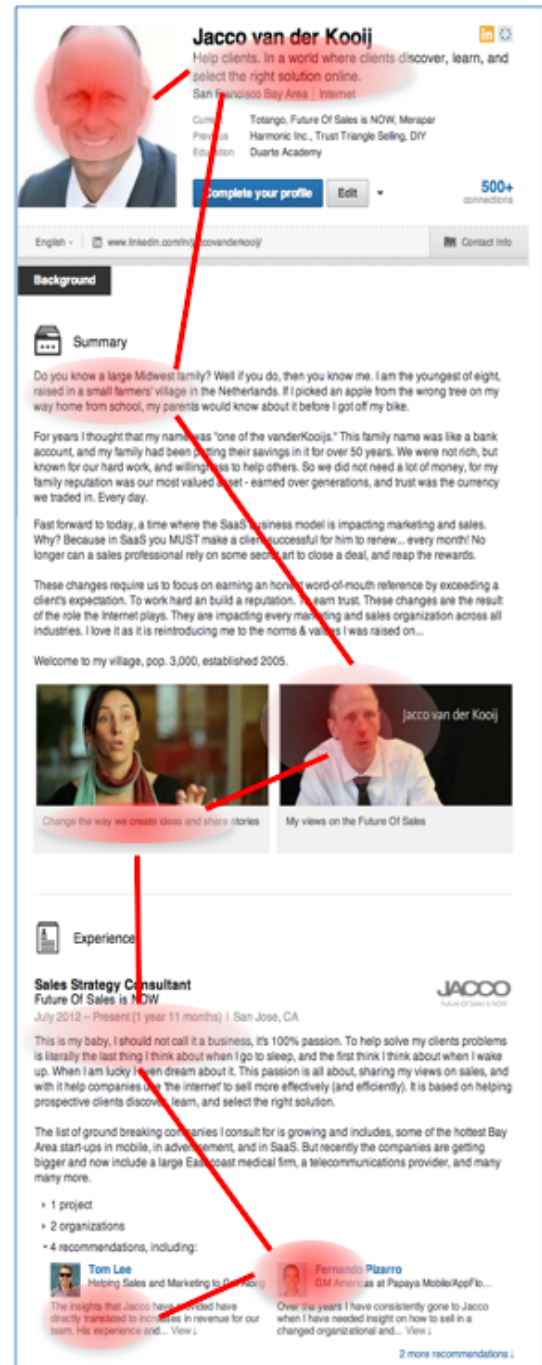 Jacco van der Kooij
in
Help clients. In a world where clients discover, learn, and
select the right solution online.
San Francisco Bay Area | Internet
Current Totango, Future Of Sales is NOW, Merapar
Previous Harmonic Inc., Trust Triangle Selling, DIY
Education Duarte Academy
Complete your profile Edit
500+
connections
English www.linkedin.com/in/jaccovanderkooij/ Contact Info
Background
Summary
Do you know a large Midwest family? Well if you do, then you know me. I am the youngest of eight,
raised in a small farmers' village in the Netherlands. If I picked an apple from the wrong tree on my
way home from school, my parents would know about it before I got off my bike.
For years I thought that my name was "one of the vanderKooijs." This family name was like a bank
account, and my family had been putting their savings in it for over 50 years. We were not rich, but
known for our hard work, and willingness to help others. So we did not need a lot of money, for my
family reputation was our most valued asset - earned over generations, and trust was the currency
we traded in. Every day.
Fast forward to today, a time where the SaaS business model is impacting marketing and sales.
Why? Because in SaaS you MUST make a client successful for him to renew... every month! No
longer can a sales professional rely on some secret art to close a deal, and reap the rewards.
These changes require us to focus on earning an honest word-of-mouth reference by exceeding a
client's expectation. To work hard an build a reputation. To earn trust. These changes are the result
of the role the Internet plays. They are impacting every marketing and sales organization across all
industries. I love it as it is reintroducing me to the norms & values I was raised on...
Welcome to my village, pop. 3,000, established 2005.
Jacco van der Kooij
Change the way we create ideas and share stories
My views on the Future Of Sales
Experience
Sales Strategy Consultant
Future Of Sales is NOW
July 2012 – Present (1 year 11 months) | San Jose, CA
JACCO
Future Of Sales is NOW
This is my baby, I should not call it a business, it's 100% passion. To help solve my clients problems
is literally the last thing I think about when I go to sleep, and the first think I think about when I wake
up. When I am lucky I even dream about it. This passion is all about, sharing my views on sales, and
with it help companies use 'the internet' to sell more effectively (and efficiently). It is based on helping
prospective clients discover, learn, and select the right solution.
The list of ground breaking companies I consult for is growing and includes, some of the hottest Bay
Area start-ups in mobile, in advertisement, and in SaaS. But recently the companies are getting
bigger and now include a large East coast medical firm, a telecommunications provider, and many
many more.
1 project
2 organizations
4 recommendations, including:
Tom Lee
Helping Sales and Marketing to Get Along
The insights that Jacco have provided have
directly translated to increases in revenue for our
team. His experience and... View↓
Fernando Pizarro
GM Americas at Papaya Mobile/AppFlo...
Over the years I have consistently gone to Jacco
when I have needed insight on how to sell in a
changed organizational and... View↓
2 more recommendations↓